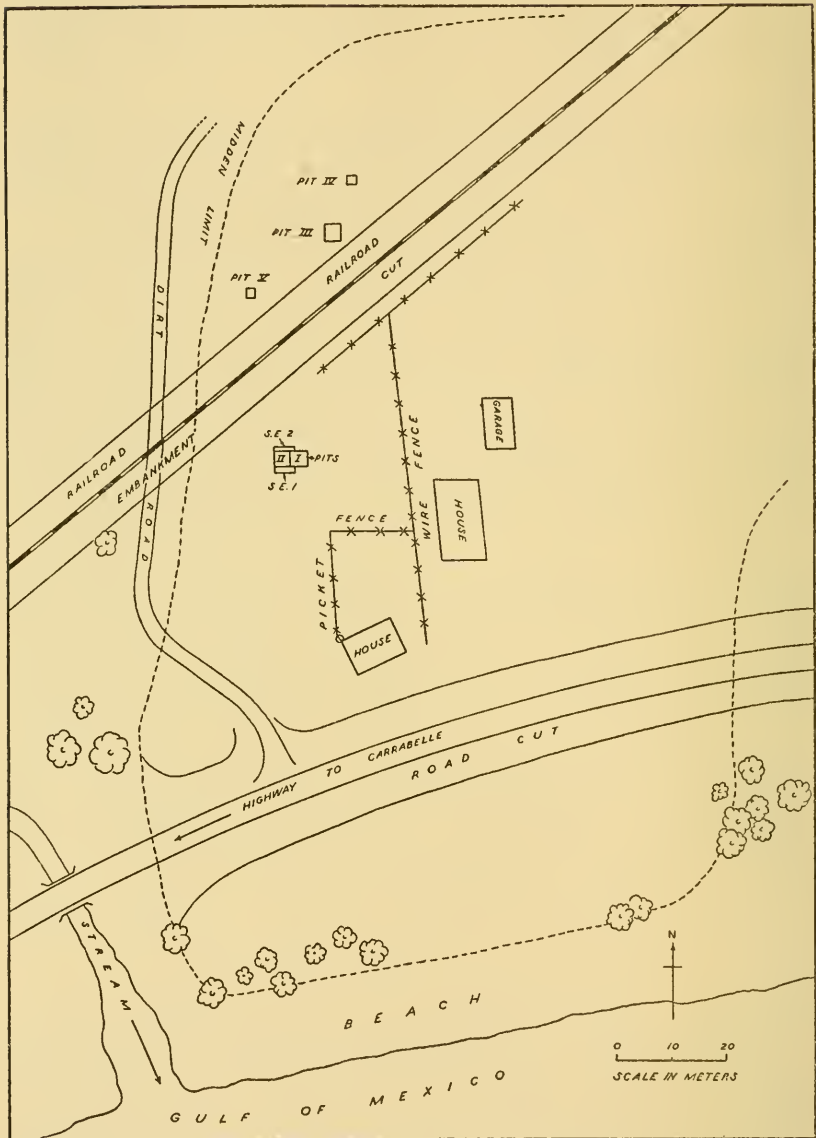 MIDDEN LIMIT
PIT IV
PIT III
PIT V
RAILROAD CUT
DIRT ROAD
RAILROAD EMBANKMENT
S.E. 2
II I PITS
S.E. 1
GARAGE
WIRE FENCE
HOUSE
PICKET FENCE
HOUSE
HIGHWAY TO CARRABELLE
ROAD CUT
STREAM
N
BEACH
0 10 20
SCALE IN METERS
GULF OF MEXICO